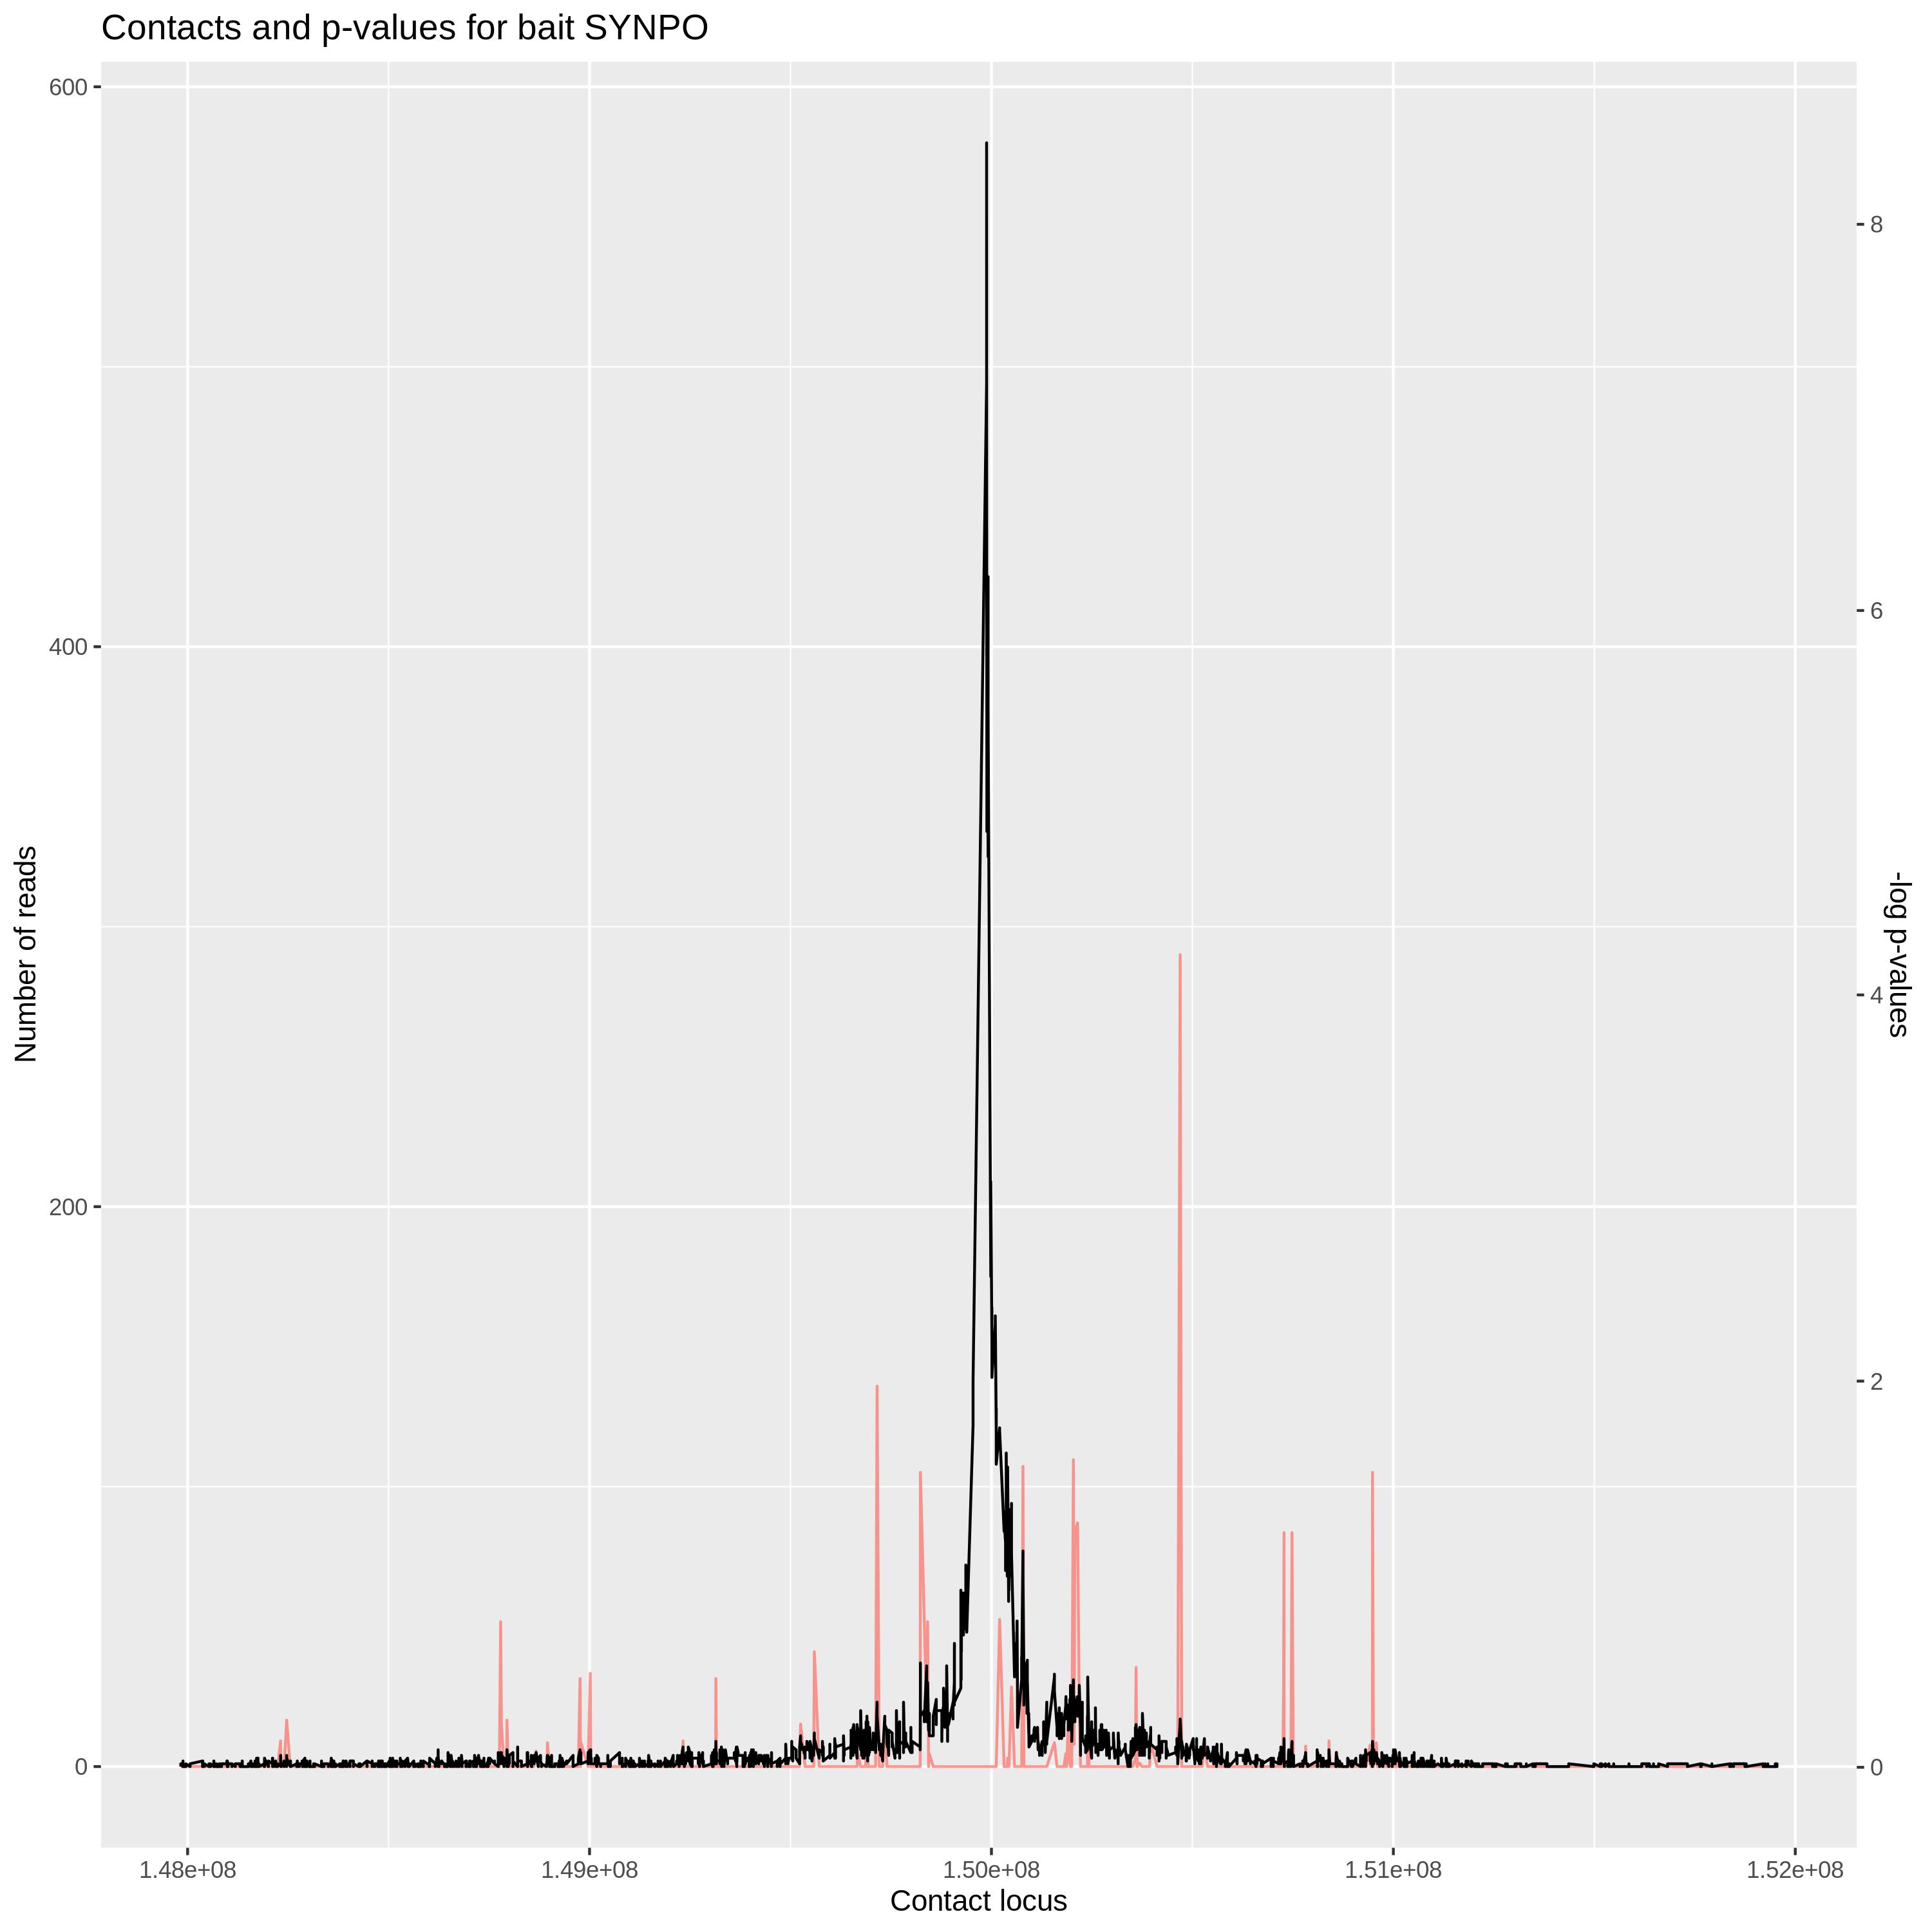 Contacts and p-values for bait SYNPO
600
400
200
0
Number of reads
8
6
4
2
0
-log p-values
1.48e+08
1.49e+08
1.50e+08
1.51e+08
1.52e+08
Contact locus